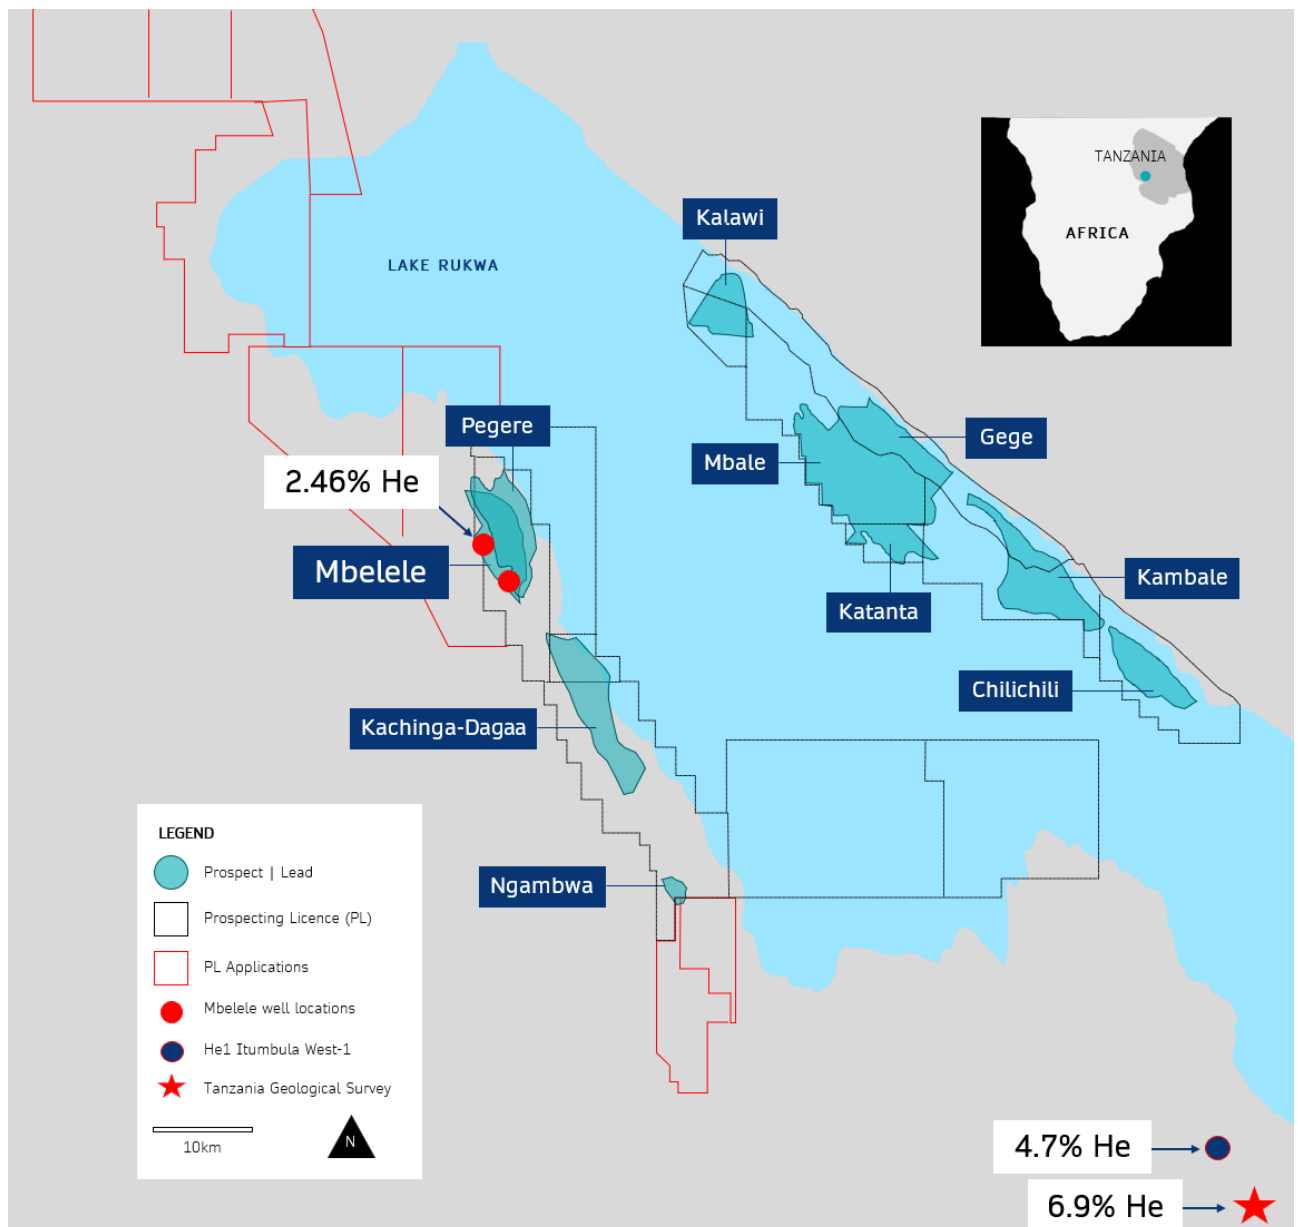 TANZANIA
AFRICA
Kalawi
LAKE RUKWA
Pegere
Gege
Mbale
2.46% He
Mbelele
Kambale
Katanta
Chilichili
Kachinga-Dagaa
Ngambwa
LEGEND
Prospect | Lead
Prospecting Licence (PL)
PL Applications
Mbelele well locations
He1 Itumbula West-1
Tanzania Geological Survey
10km
N
4.7% He
6.9% He